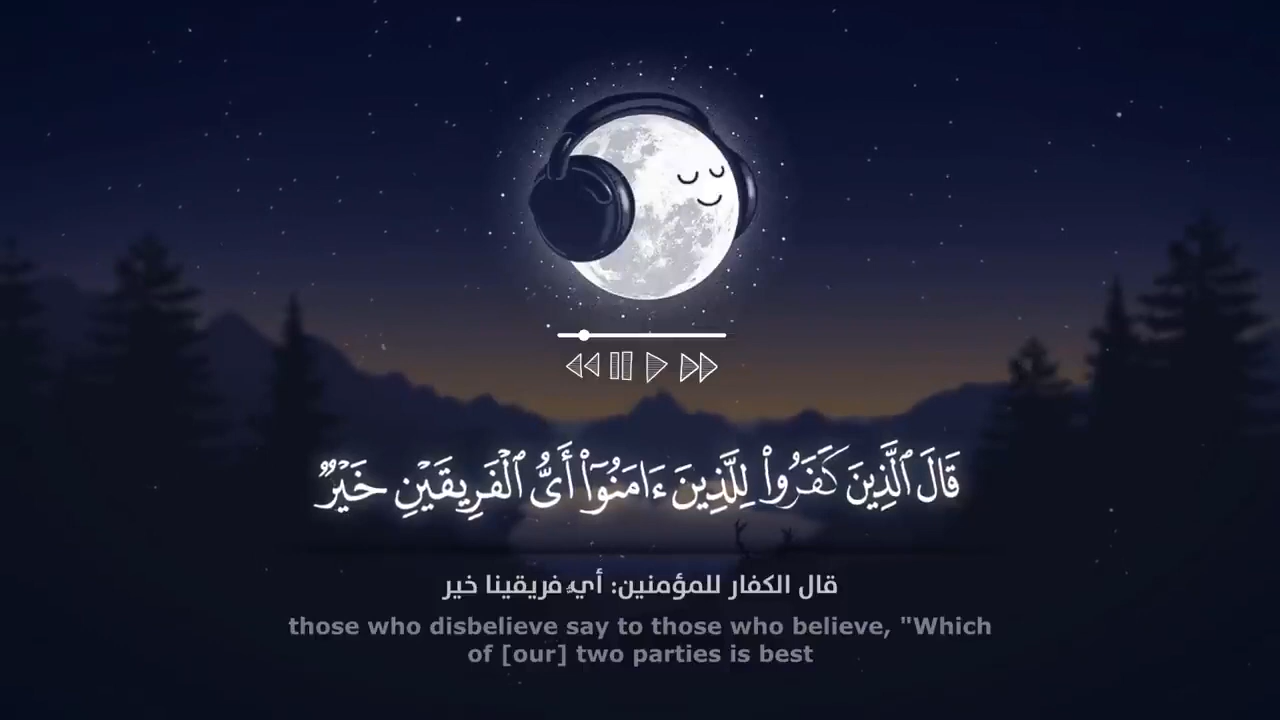 قَالَ ٱلَّذِينَ كَفَرُوا۟ لِلَّذِينَ ءَامَنُوٓا۟ أَىُّ ٱلْفَرِيقَيْنِ خَيْرٌۭ
قال الكفار للمؤمنين: أي فريقينا خير
those who disbelieve say to those who believe, "Which
of [our] two parties is best